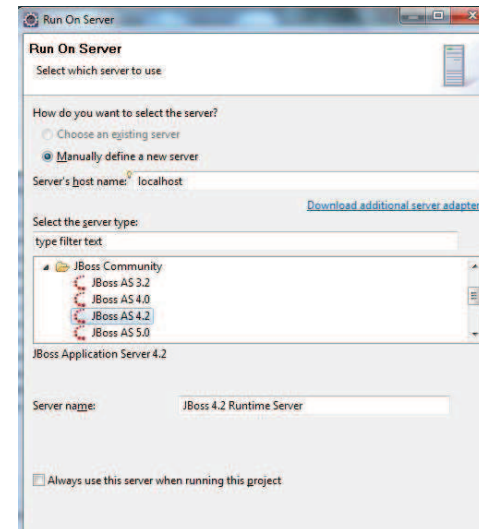 Run On Server
Run On Server
Select which server to use
How do you want to select the server?
Choose an existing server
Manually define a new server
Server's host name: localhost
Download additional server adapter
Select the server type:
type filter text
JBoss Community
JBoss AS 3.2
JBoss AS 4.0
JBoss AS 4.2
JBoss AS 5.0
JBoss Application Server 4.2
Server name: JBoss 4.2 Runtime Server
Always use this server when running this project